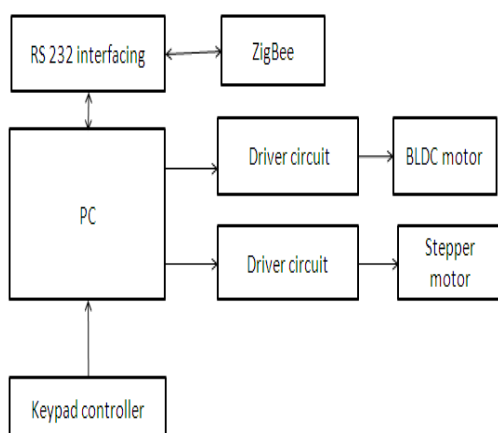 RS 232 interfacing
ZigBee
Driver circuit
BLDC motor
PC
Driver circuit
Stepper
motor
Keypad controller